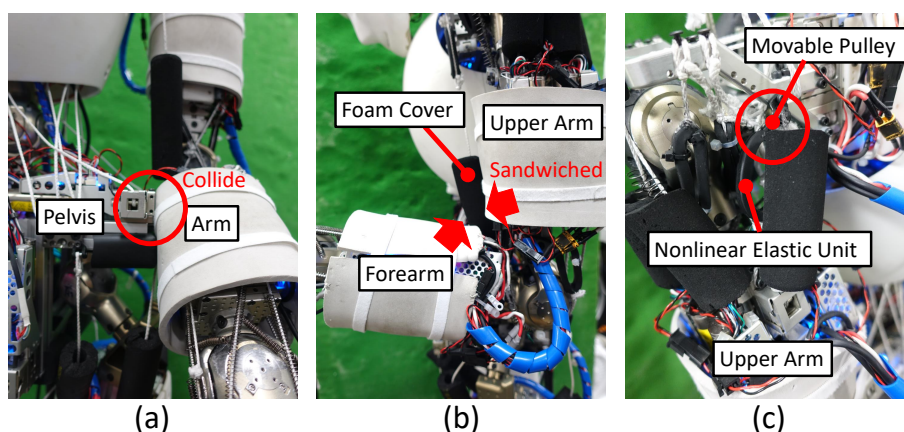 Pelvis
Collide
Arm
(a)
Foam Cover
Upper Arm
Sandwiched
Forearm
(b)
Movable Pulley
Nonlinear Elastic Unit
Upper Arm
(c)